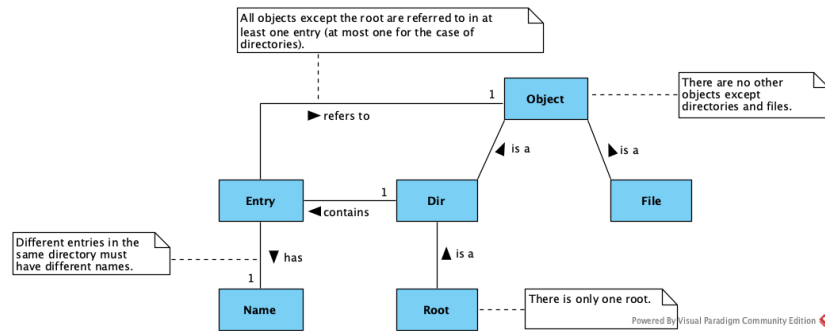 All objects except the root are referred to in at
least one entry (at most one for the case of
directories).
There are no other
objects except
directories and files.
1
Object
refers to
is a
is a
Entry
1
contains
Dir
File
Different entries in the
same directory must
have different names.
has
is a
1
Name
Root
There is only one root.
Powered By Visual Paradigm Community Edition